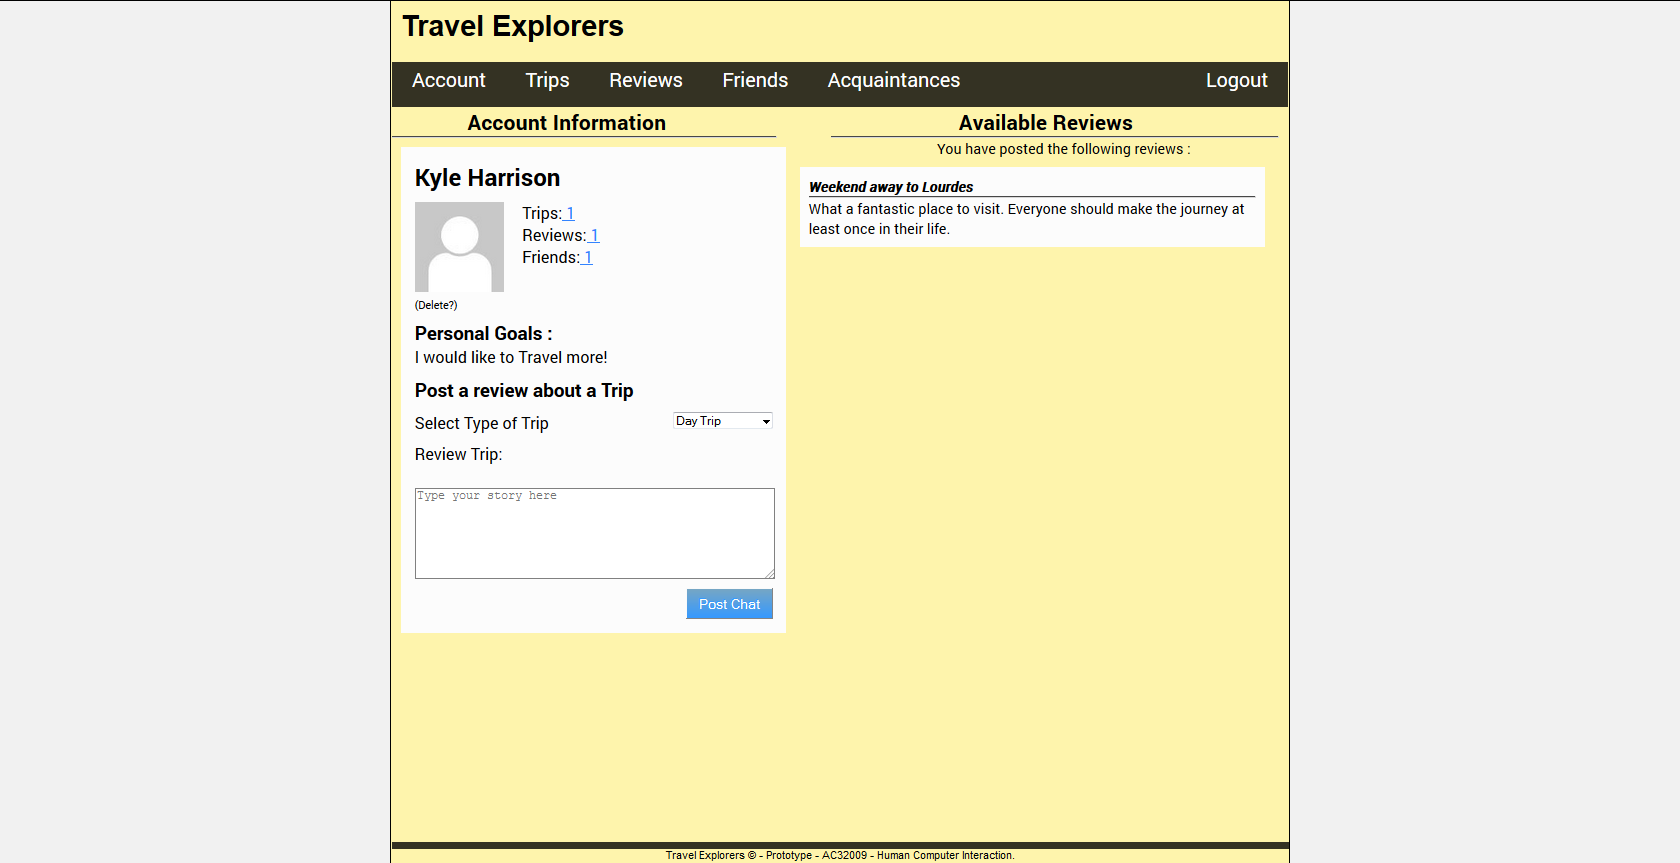 Travel Explorers
Account Trips Reviews Friends Acquaintances Logout
Account Information
Kyle Harrison
Trips: 1
Reviews: 1
Friends: 1
(Delete?)
Personal Goals :
I would like to Travel more!
Post a review about a Trip
Select Type of Trip Day Trip
Review Trip:
Type your story here
Post Chat
Available Reviews
You have posted the following reviews :
Weekend away to Lourdes
What a fantastic place to visit. Everyone should make the journey at
least once in their life.
Travel Explorers © - Prototype - AC32009 - Human Computer Interaction.